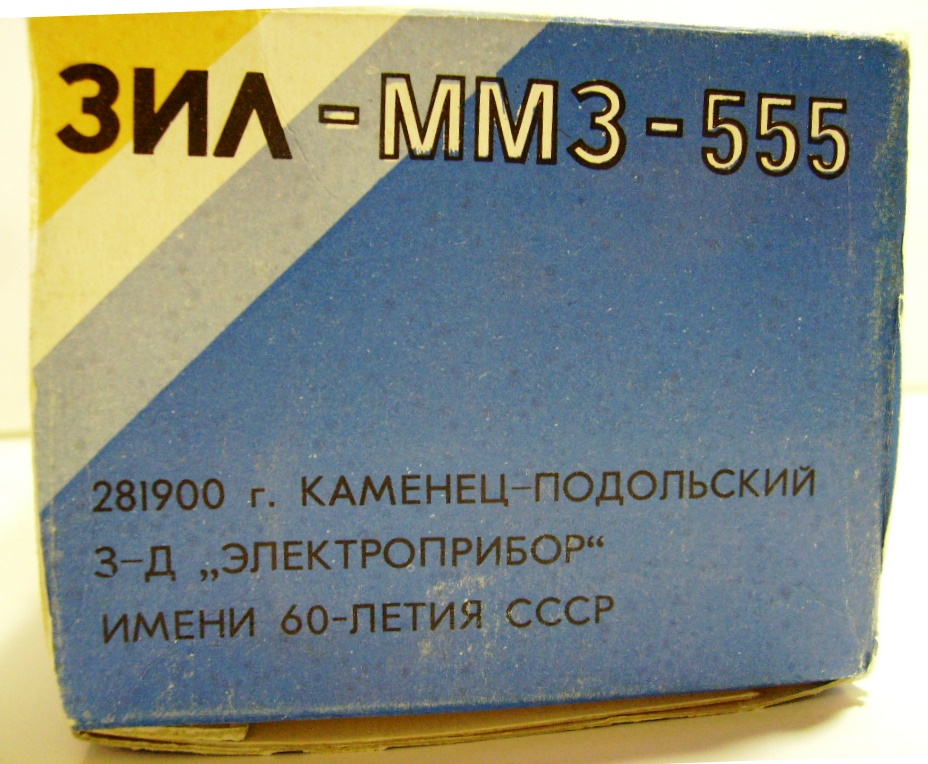 ЗИЛ-ММЗ-555
281900 г. КАМЕНЕЦ-ПОДОЛЬСКИЙ
З-Д „ЭЛЕКТРОПРИБОР“
ИМЕНИ 60-ЛЕТИЯ СССР